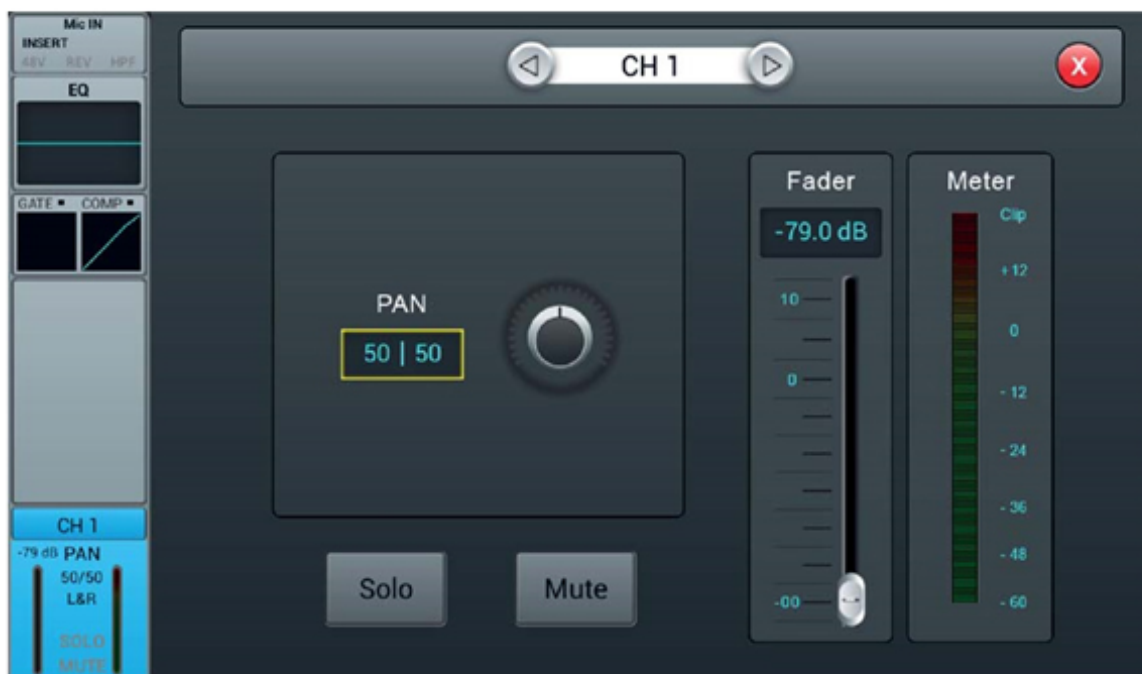 Mic IN
INSERT
48V REV HPF
EQ
GATE COMP
CH 1
-79 dB PAN
50/50
L&R
SOLO
MUTE
CH 1
X
PAN
50 | 50
Solo
Mute
Fader
-79.0 dB
10
0
-00
Meter
Clip
+12
0
- 12
- 24
- 36
- 48
- 60